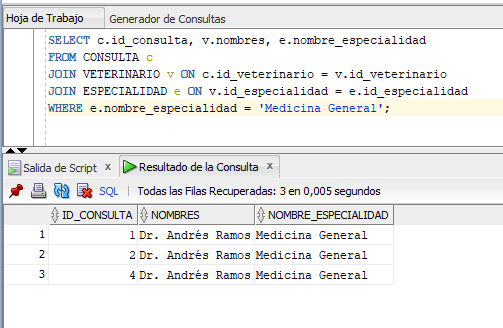 Hoja de Trabajo Generador de Consultas
SELECT c.id_consulta, v.nombres, e.nombre_especialidad
FROM CONSULTA c
JOIN VETERINARIO v ON c.id_veterinario = v.id_veterinario
JOIN ESPECIALIDAD e ON v.id_especialidad = e.id_especialidad
WHERE e.nombre_especialidad = 'Medicina General';
Salida de Script x Resultado de la Consulta x
SQL | Todas las Filas Recuperadas: 3 en 0,005 segundos
ID_CONSULTA NOMBRES NOMBRE_ESPECIALIDAD
1 1 Dr. Andrés Ramos Medicina General
2 2 Dr. Andrés Ramos Medicina General
3 4 Dr. Andrés Ramos Medicina General